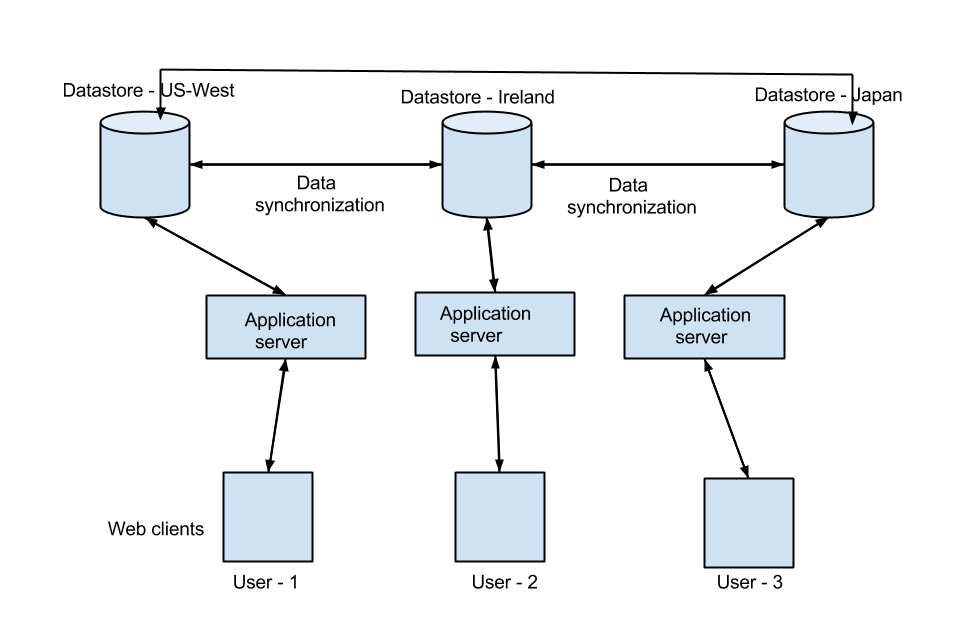 Datastore - US-West
Datastore - Ireland
Datastore - Japan
Data
synchronization
Data
synchronization
Application
server
Application
server
Application
server
Web clients
User - 1
User - 2
User - 3